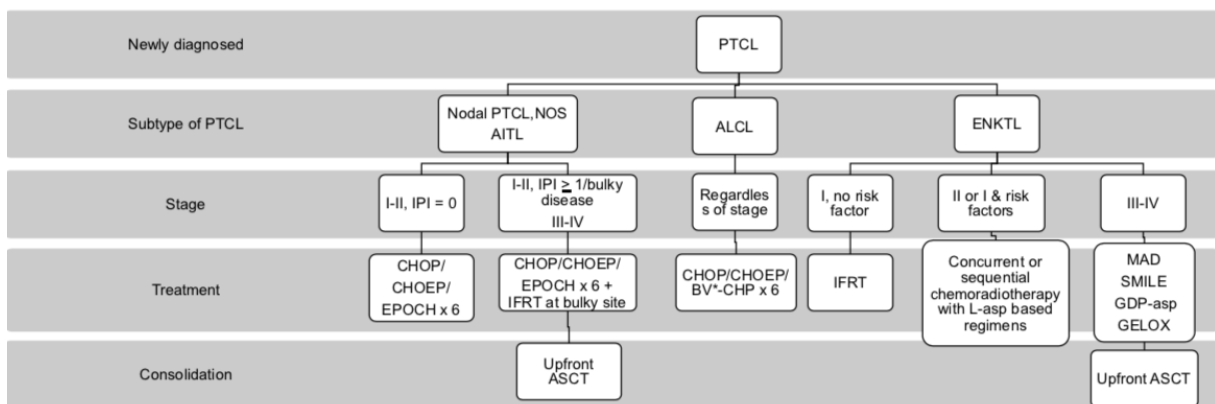 Newly diagnosed
PTCL
Subtype of PTCL
Nodal PTCL,NOS
AITL
ALCL
ENKTL
Stage
I-II, IPI = 0
I-II, IPI ≥ 1/bulky
disease
III-IV
Regardles
s of stage
I, no risk
factor
II or I & risk
factors
III-IV
Treatment
CHOP/
CHOEP/
EPOCH x 6
CHOP/CHOEP/
EPOCH x 6 +
IFRT at bulky site
CHOP/CHOEP/
BV*-CHP x 6
IFRT
Concurrent or
sequential
chemoradiotherapy
with L-asp based
regimens
MAD
SMILE
GDP-asp
GELOX
Consolidation
Upfront
ASCT
Upfront ASCT